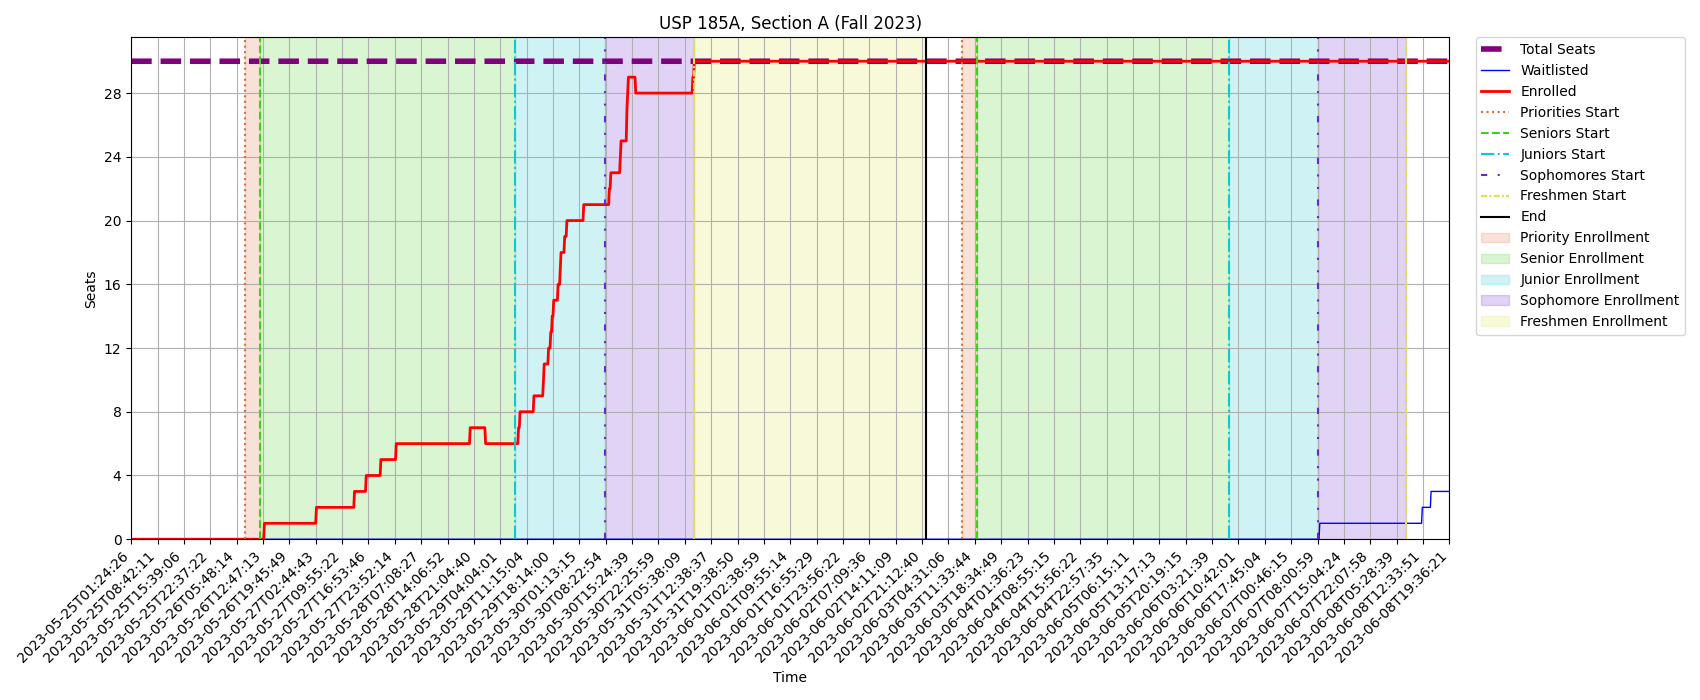 USP 185A, Section A (Fall 2023)
Seats
28
24
20
16
12
8
4
0
2023-05-25T01:24:26
2023-05-25T08:42:11
2023-05-25T15:39:06
2023-05-25T22:37:22
2023-05-26T05:48:14
2023-05-26T12:47:13
2023-05-26T19:45:49
2023-05-27T02:44:43
2023-05-27T09:55:22
2023-05-27T16:53:46
2023-05-27T23:52:14
2023-05-28T07:08:27
2023-05-28T14:06:52
2023-05-28T21:04:40
2023-05-29T04:04:01
2023-05-29T11:15:04
2023-05-29T18:14:00
2023-05-30T01:13:15
2023-05-30T08:22:54
2023-05-30T15:24:39
2023-05-30T22:25:59
2023-05-31T05:38:09
2023-05-31T12:38:37
2023-05-31T19:38:50
2023-06-01T02:38:59
2023-06-01T09:55:14
2023-06-01T16:55:29
2023-06-01T23:56:22
2023-06-02T07:09:36
2023-06-02T14:11:09
2023-06-02T21:12:40
2023-06-03T04:31:06
2023-06-03T11:33:44
2023-06-03T18:34:49
2023-06-04T01:36:23
2023-06-04T08:55:15
2023-06-04T15:56:22
2023-06-04T22:57:35
2023-06-05T06:15:11
2023-06-05T13:17:13
2023-06-05T20:19:15
2023-06-06T03:21:39
2023-06-06T10:42:01
2023-06-06T17:45:04
2023-06-07T00:46:15
2023-06-07T08:00:59
2023-06-07T15:04:24
2023-06-07T22:07:58
2023-06-08T05:28:39
2023-06-08T12:33:51
2023-06-08T19:36:21
Time
Total Seats
Waitlisted
Enrolled
Priorities Start
Seniors Start
Juniors Start
Sophomores Start
Freshmen Start
End
Priority Enrollment
Senior Enrollment
Junior Enrollment
Sophomore Enrollment
Freshmen Enrollment